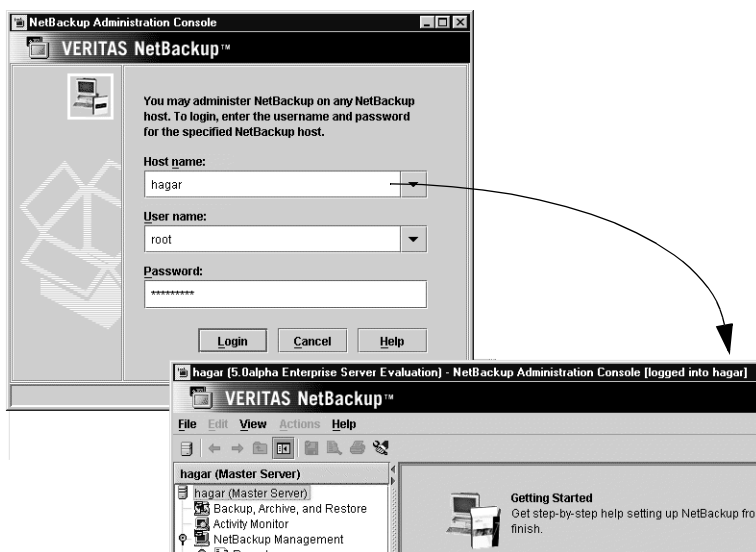 NetBackup Administration Console
VERITAS NetBackup™
You may administer NetBackup on any NetBackup
host. To login, enter the username and password
for the specified NetBackup host.
Host name:
hagar
User name:
root
Password:
*********
Login Cancel Help
hagar (5.0alpha Enterprise Server Evaluation) - NetBackup Administration Console [logged into hagar]
VERITAS NetBackup™
File Edit View Actions Help
hagar (Master Server)
hagar (Master Server)
Backup, Archive, and Restore
Activity Monitor
NetBackup Management
Getting Started
Get step-by-step help setting up NetBackup fro
finish.